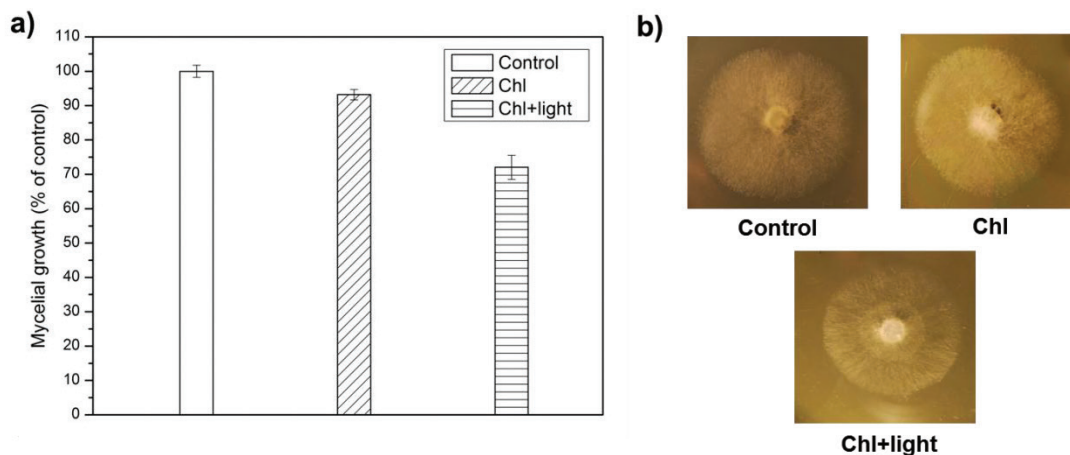 a)
Mycelial growth (% of control)
110
100
90
80
70
60
50
40
30
20
10
0
Control
Chl
Chl+light
b)
Control
Chl
Chl+light